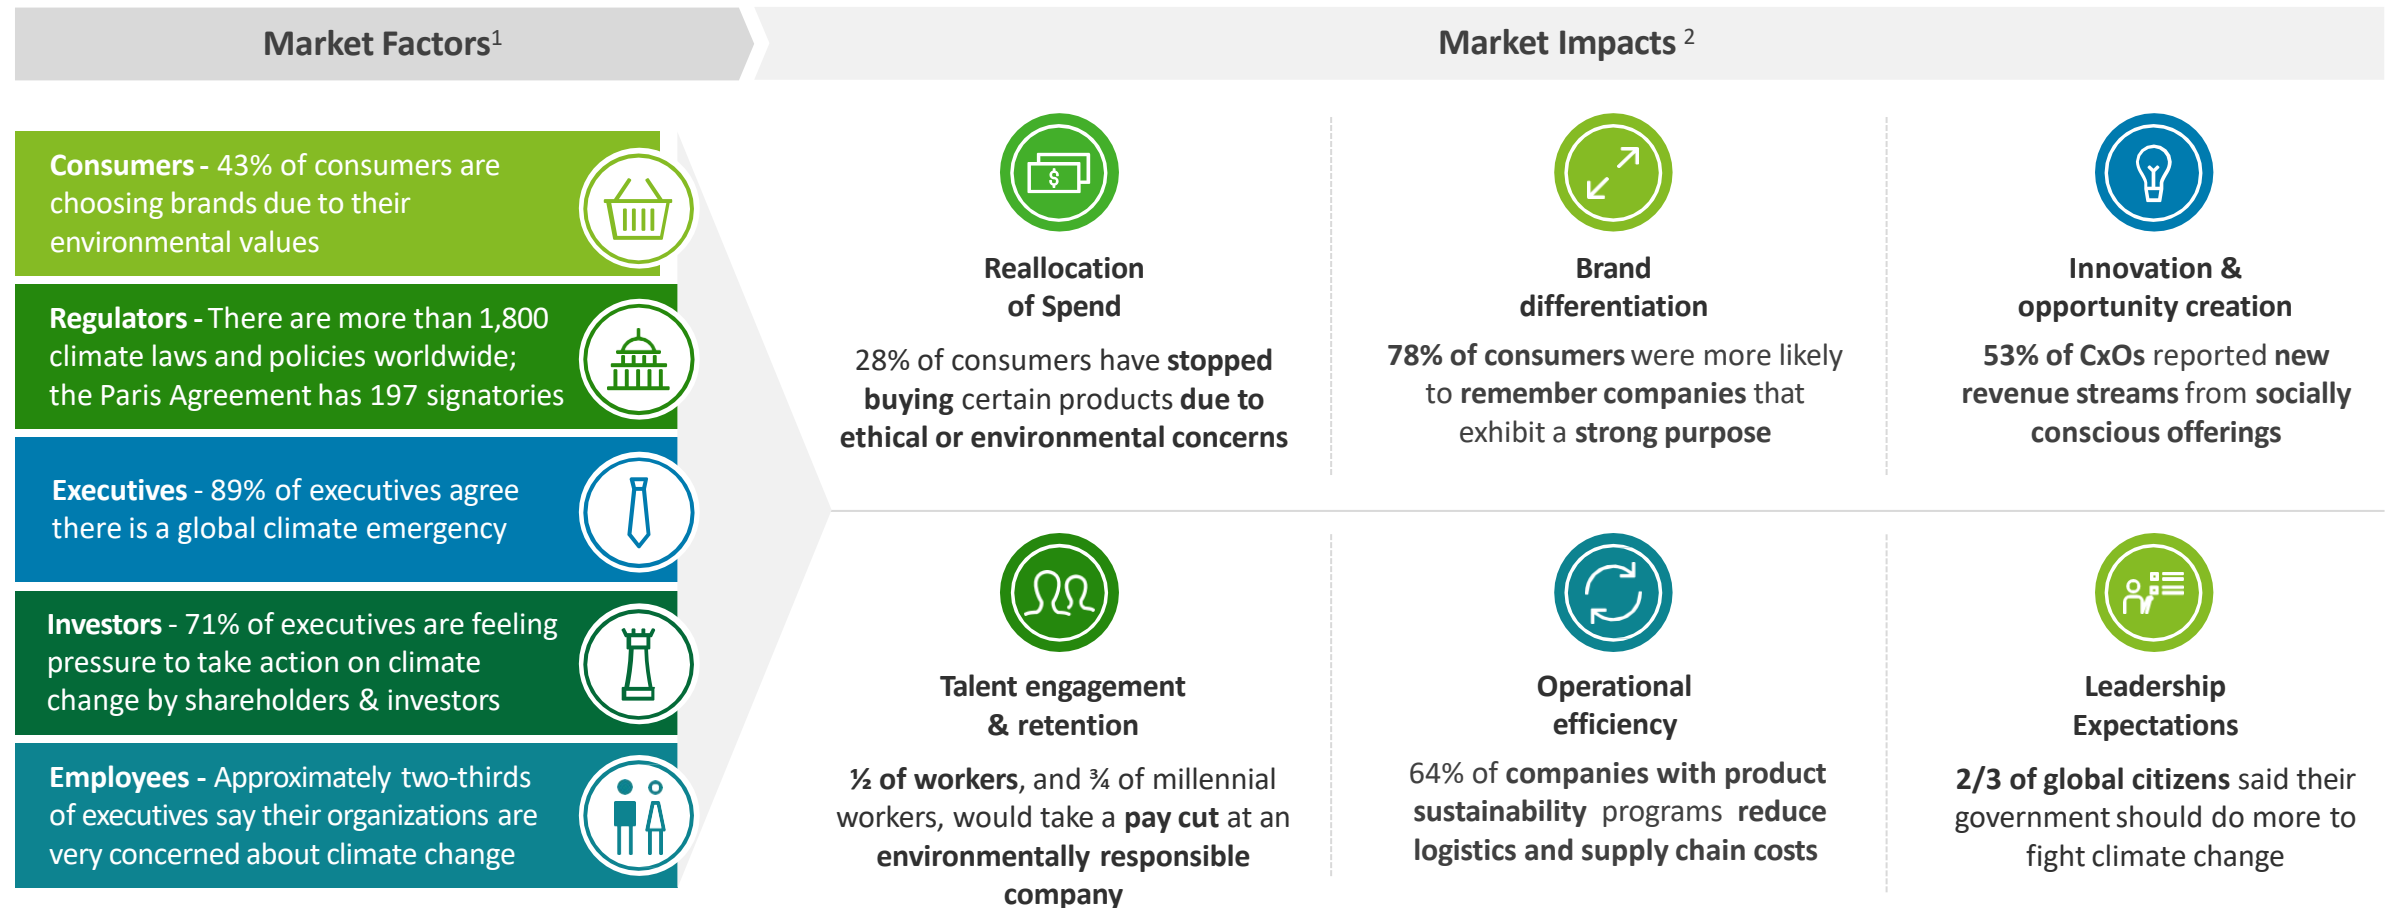 Market Factors1
Market Impacts 2
Consumers - 43% of consumers are
choosing brands due to their
environmental values
Regulators - There are more than 1,800
climate laws and policies worldwide;
the Paris Agreement has 197 signatories
Executives - 89% of executives agree
there is a global climate emergency
Investors - 71% of executives are feeling
pressure to take action on climate
change by shareholders & investors
Employees - Approximately two-thirds
of executives say their organizations are
very concerned about climate change
$
Reallocation
of Spend
28% of consumers have stopped
buying certain products due to
ethical or environmental concerns
Brand
differentiation
78% of consumers were more likely
to remember companies that
exhibit a strong purpose
Innovation &
opportunity creation
53% of CxOs reported new
revenue streams from socially
conscious offerings
Talent engagement
& retention
½ of workers, and ¾ of millennial
workers, would take a pay cut at an
environmentally responsible
company
Operational
efficiency
64% of companies with product
sustainability programs reduce
logistics and supply chain costs
Leadership
Expectations
2/3 of global citizens said their
government should do more to
fight climate change